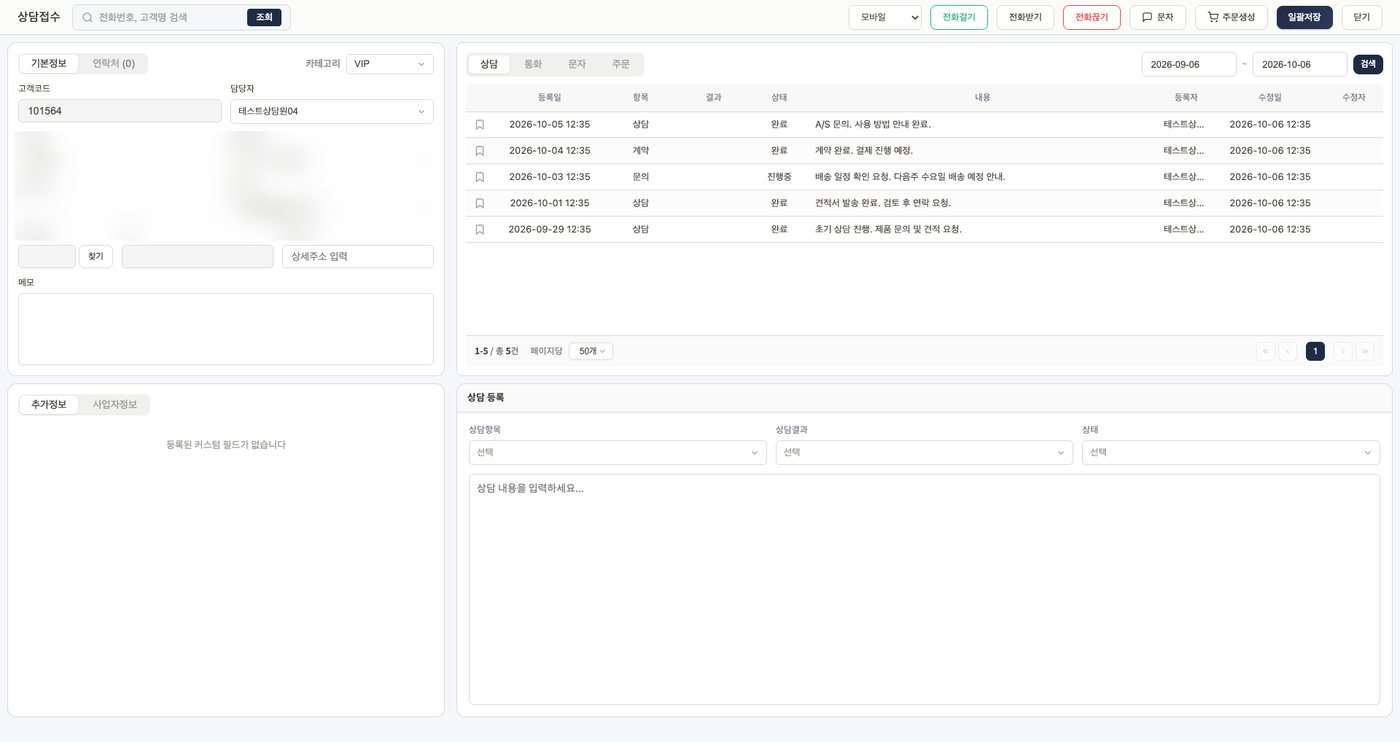 상담접수 전화번호, 고객명 검색 조회 모바일 전화걸기 전화받기 전화끊기 문자 주문생성 일괄저장 닫기
기본정보 연락처 (0) 카테고리 VIP
고객코드 담당자
101564 테스트상담원04
찾기 상세주소 입력
메모
상담 통화 문자 주문 2026-09-06 ~ 2026-10-06 검색
등록일 항목 결과 상태 내용 등록자 수정일 수정자
2026-10-05 12:35 상담 완료 A/S 문의. 사용 방법 안내 완료. 테스트상... 2026-10-06 12:35
2026-10-04 12:35 계약 완료 계약 완료. 결제 진행 예정. 테스트상... 2026-10-06 12:35
2026-10-03 12:35 문의 진행중 배송 일정 확인 요청. 다음주 수요일 배송 예정 안내. 테스트상... 2026-10-06 12:35
2026-10-01 12:35 상담 완료 견적서 발송 완료. 검토 후 연락 요청. 테스트상... 2026-10-06 12:35
2026-09-29 12:35 상담 완료 초기 상담 진행. 제품 문의 및 견적 요청. 테스트상... 2026-10-06 12:35
1-5 / 총 5건 페이지당 50개 « ‹ 1 › »
추가정보 사업자정보
등록된 커스텀 필드가 없습니다
상담 등록
상담항목 상담결과 상태
선택 선택 선택
상담 내용을 입력하세요...